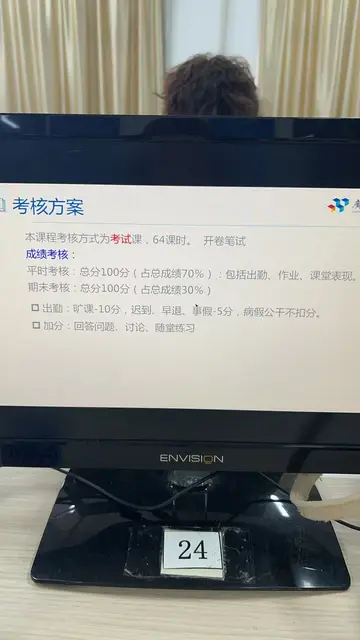 考核方案
本课程考核方式为考试课，64课时。 开卷笔试
成绩考核：
平时考核：总分100分（占总成绩70%）：包括出勤、作业、课堂表现。
期末考核：总分100分（占总成绩30%）
出勤：旷课-10分，迟到、早退、事假-5分，病假公干不扣分。
加分：回答问题、讨论、随堂练习
ENVISION
24